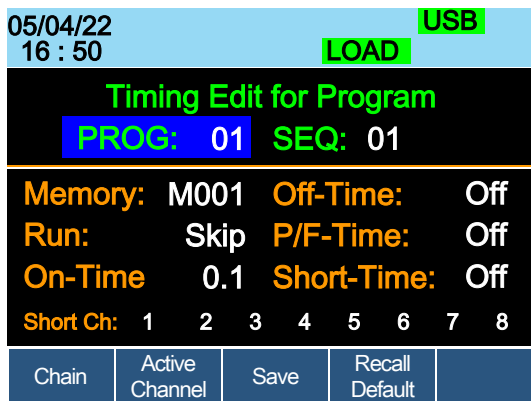 05/04/22 USB
16 : 50 LOAD
Timing Edit for Program
PROG: 01 SEQ: 01
Memory: M001 Off-Time: Off
Run: Skip P/F-Time: Off
On-Time 0.1 Short-Time: Off
Short Ch: 1 2 3 4 5 6 7 8
Chain Active Channel Save Recall Default